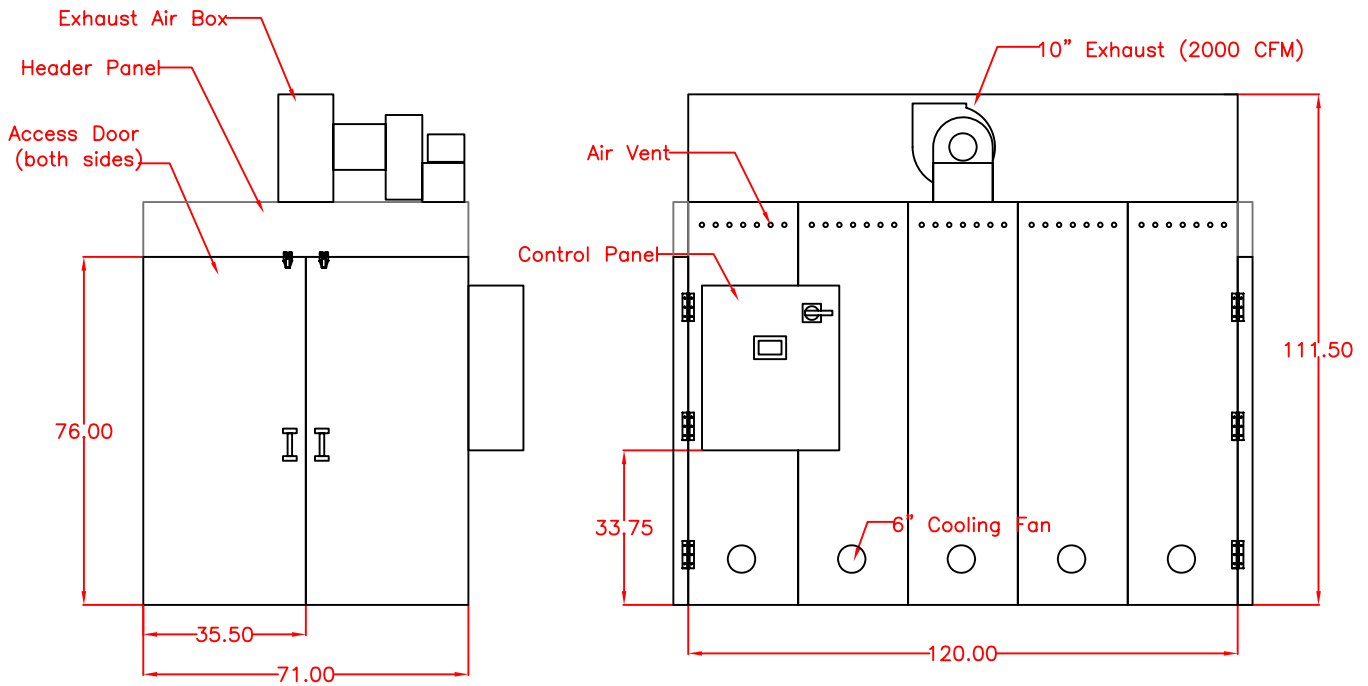 Exhaust Air Box
Header Panel
Access Door
(both sides)
76.00
35.50
71.00
10" Exhaust (2000 CFM)
Air Vent
Control Panel
111.50
33.75
6" Cooling Fan
120.00